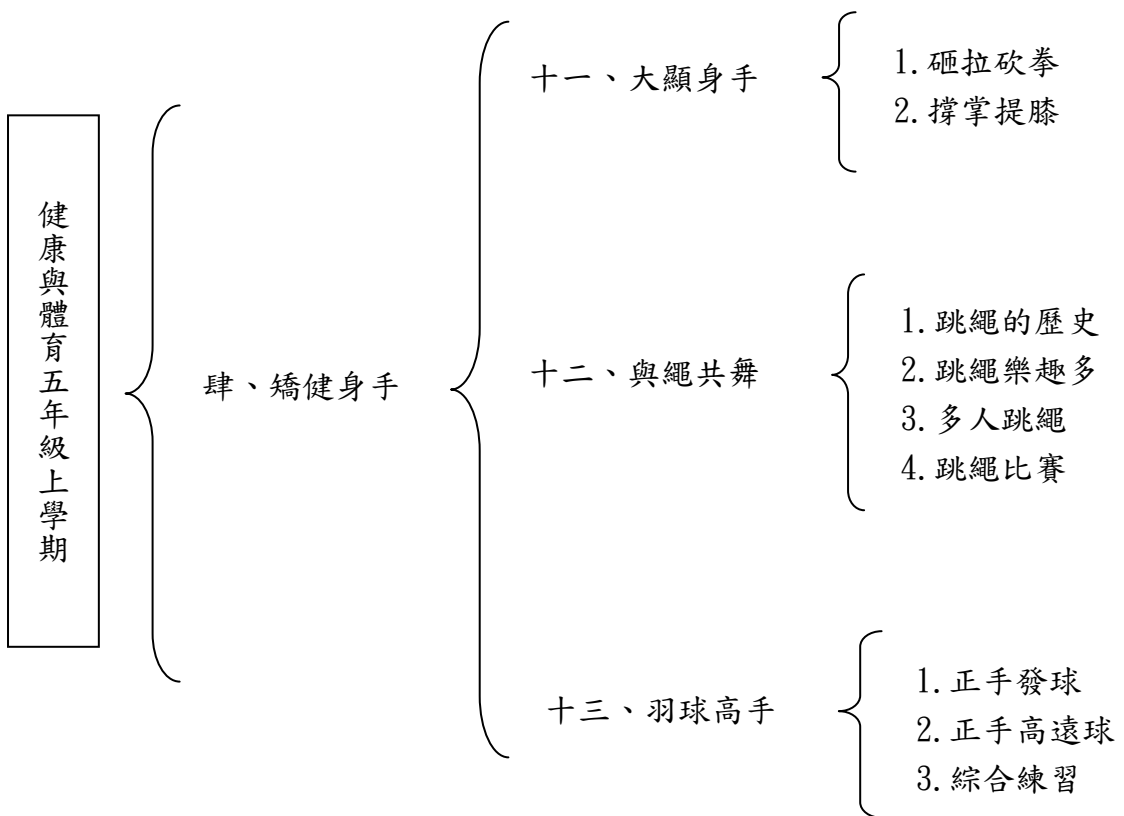 健康與體育五年級上學期
肆、矯健身手
十一、大顯身手
1.砸拉砍拳
2.撐掌提膝
十二、與繩共舞
1.跳繩的歷史
2.跳繩樂趣多
3.多人跳繩
4.跳繩比賽
十三、羽球高手
1.正手發球
2.正手高遠球
3.綜合練習